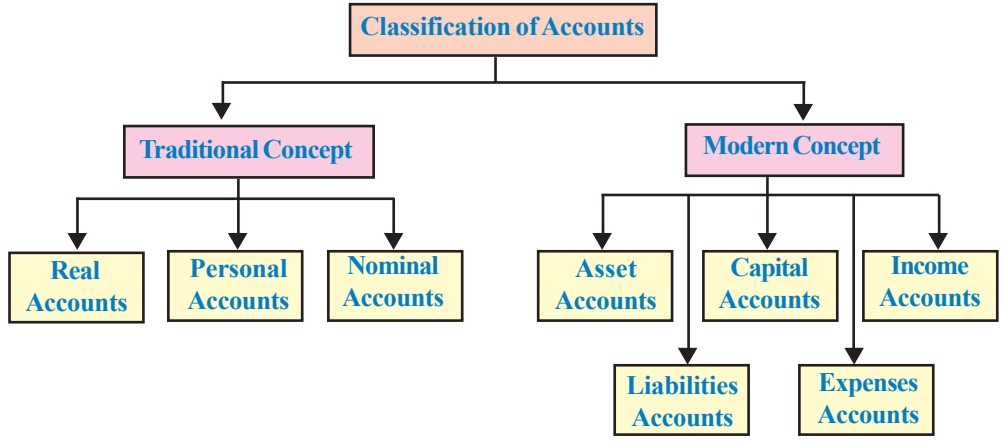 Classification of Accounts
Traditional Concept
Modern Concept
Real
Accounts
Personal
Accounts
Nominal
Accounts
Asset
Accounts
Capital
Accounts
Income
Accounts
Liabilities
Accounts
Expenses
Accounts